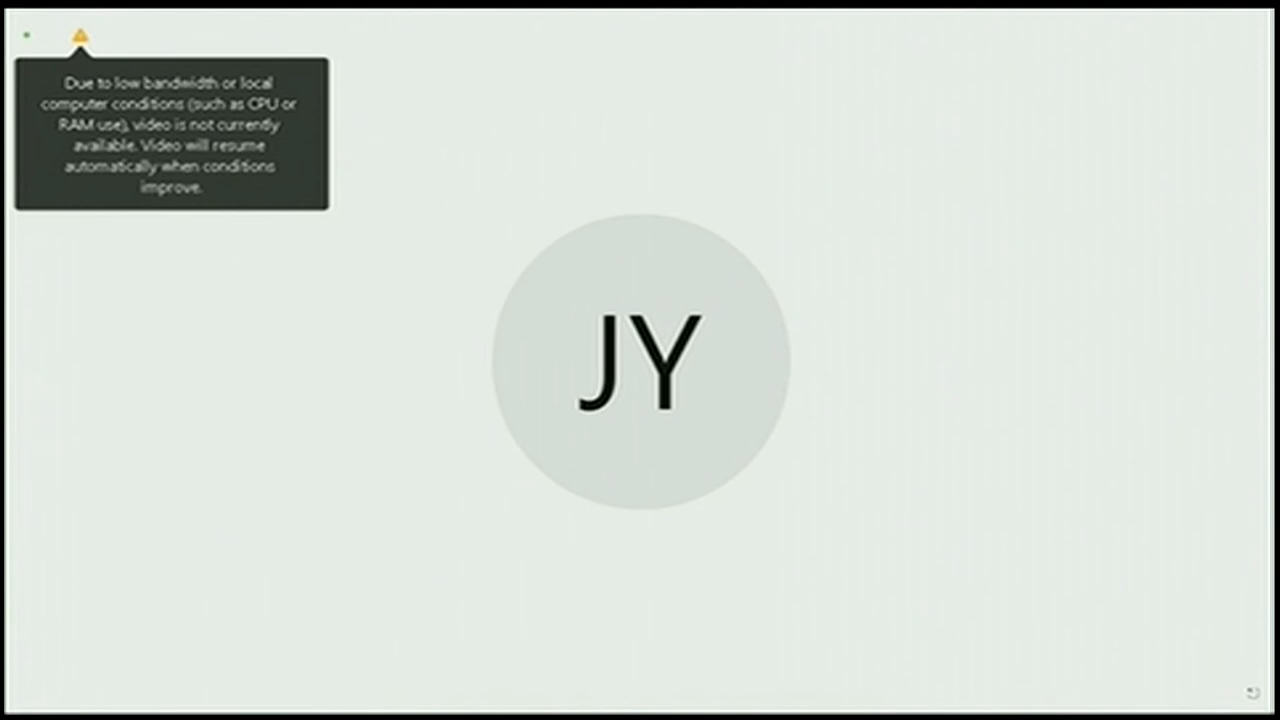 Due to low bandwidth or local
computer conditions (such as CPU or
RAM use), video is not currently
available. Video will resume
automatically when conditions
improve.
JY